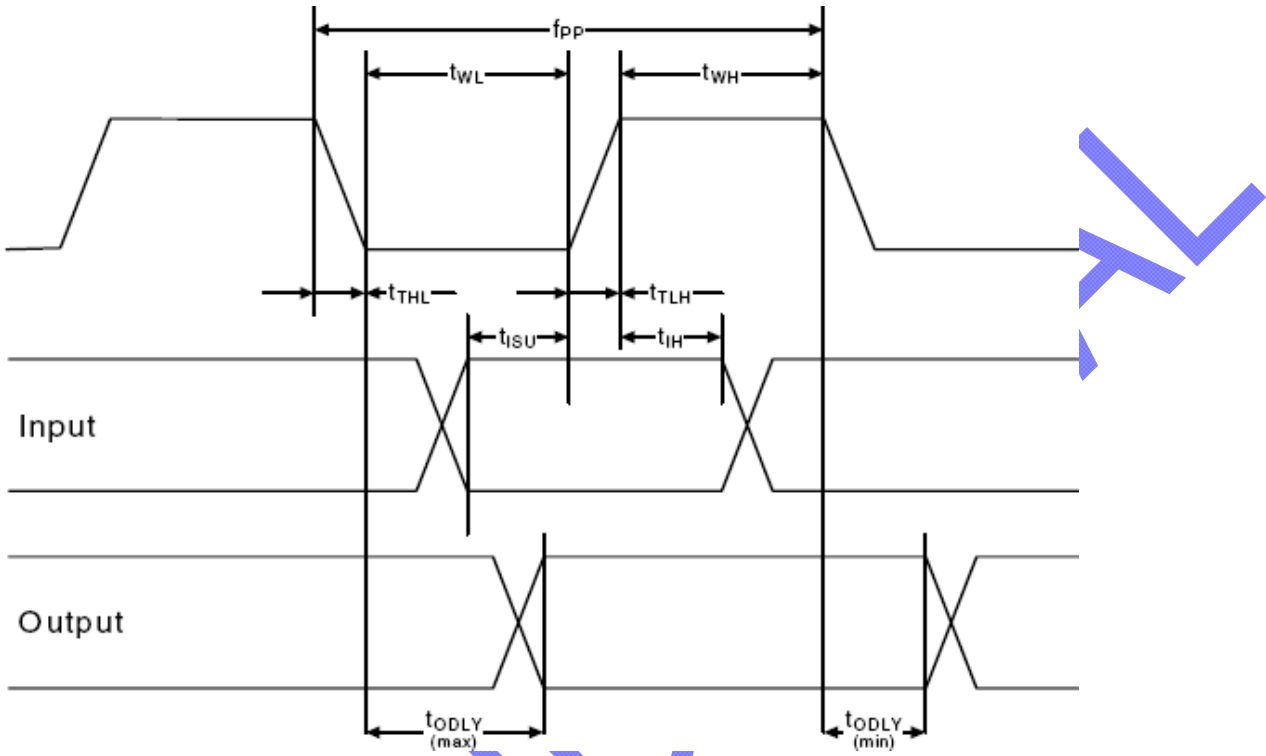 fPP
tWL
tWH
tTHL
tTLH
tISU
tIH
Input
Output
tODLY
(max)
tODLY
(min)